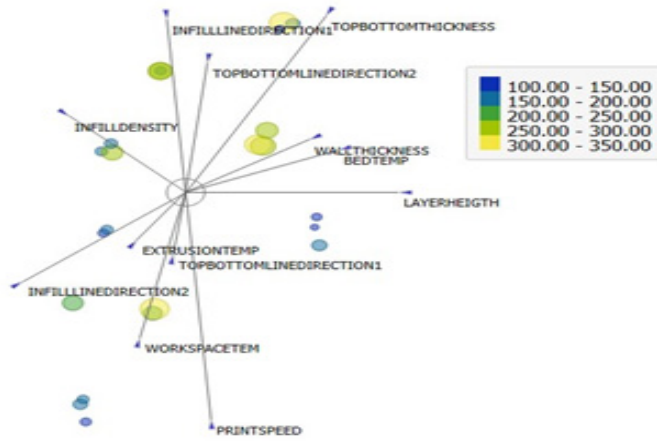 INFILLLINEDIRECTION1
TOPBOTTOMTHICKNESS
TOPBOTTOMLINEDIRECTION2
INFILLDENSITY
WALLTHICKNESS
BEDTEMP
LAYERHEIGTH
EXTRUSIONTEMP
TOPBOTTOMLINEDIRECTION1
INFILLLINEDIRECTION2
WORKSPACETEM
PRINTSPEED
100.00 - 150.00
150.00 - 200.00
200.00 - 250.00
250.00 - 300.00
300.00 - 350.00